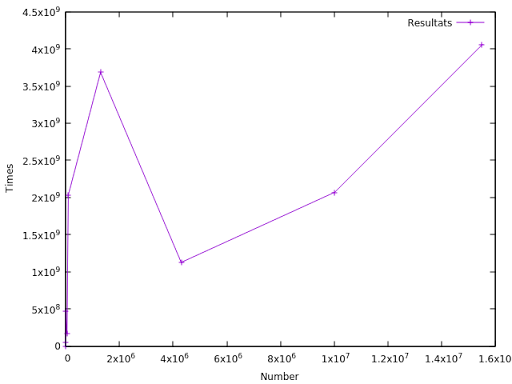 4.5x10⁹
Resultats
4x10⁹
3.5x10⁹
3x10⁹
2.5x10⁹
Times
2x10⁹
1.5x10⁹
1x10⁹
5x10⁸
0
0 2x10⁶ 4x10⁶ 6x10⁶ 8x10⁶ 1x10⁷ 1.2x10⁷ 1.4x10⁷ 1.6x10
Number